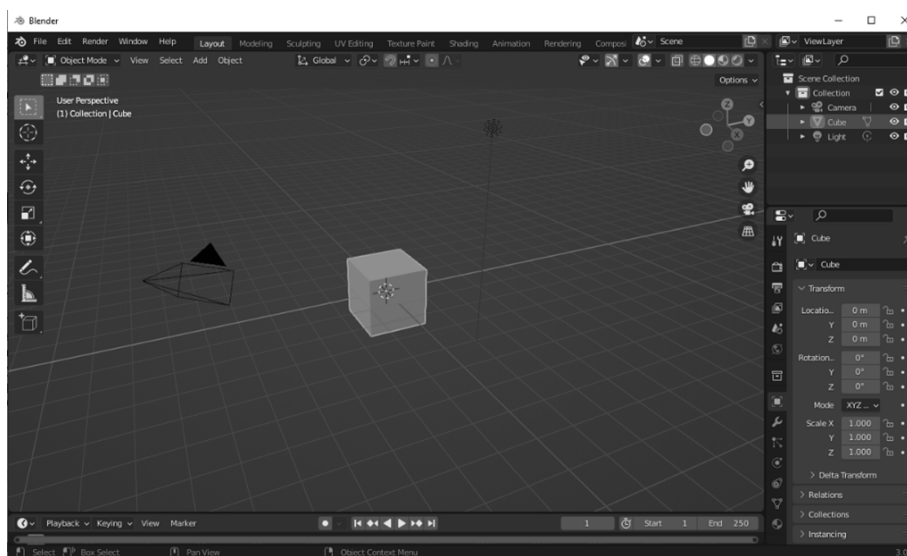 Blender
File Edit Render Window Help Layout Modeling Sculpting UV Editing Texture Paint Shading Animation Rendering Composi Scene ViewLayer
Object Mode View Select Add Object Global
Options
User Perspective
(1) Collection | Cube
Z
Y
X
Scene Collection
Collection
Camera
Cube
Light
Cube
Cube
Transform
Locatio... 0 m
Y 0 m
Z 0 m
Rotation... 0°
Y 0°
Z 0°
Mode XYZ ...
Scale X 1.000
Y 1.000
Z 1.000
Delta Transform
Relations
Collections
Instancing
Playback Keying View Marker 1 Start 1 End 250
Select Box Select Pan View Object Context Menu